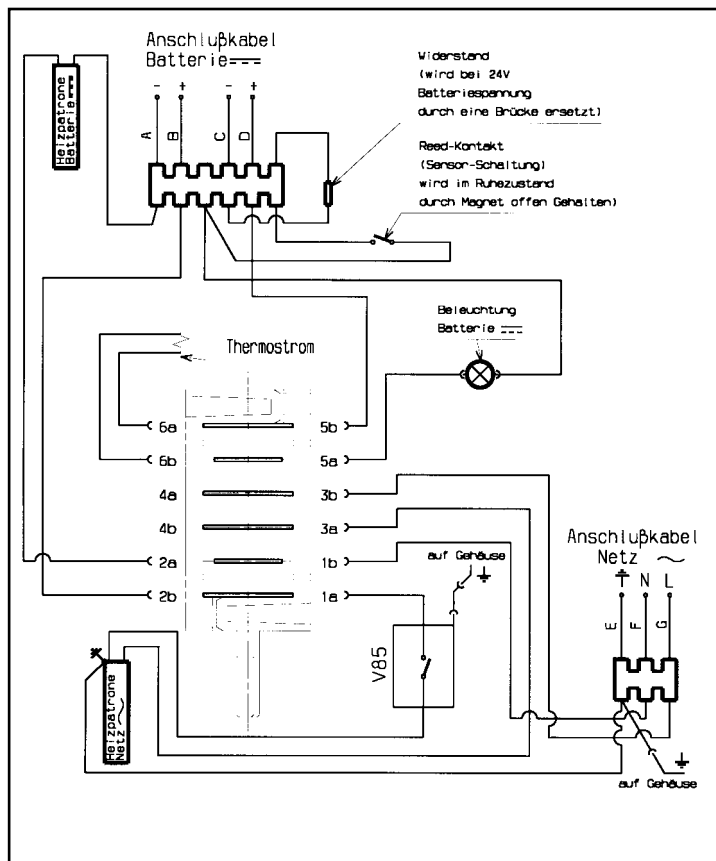 Anschlußkabel
Batterie
- + - +
A B C D
Heizpatrone
Batterie
Widerstand
(wird bei 24V
Batteriespannung
durch eine Brücke ersetzt)
Reed-Kontakt
(Sensor-Schaltung)
wird im Ruhezustand
durch Magnet offen Gehalten)
Beleuchtung
Batterie
Thermostrom
6a 5b
6b 5a
4a 3b
4b 3a
2a 1b
2b 1a
auf Gehäuse
V85
Anschlußkabel
Netz
N L
E F G
Heizpatrone
Netz
auf Gehäuse